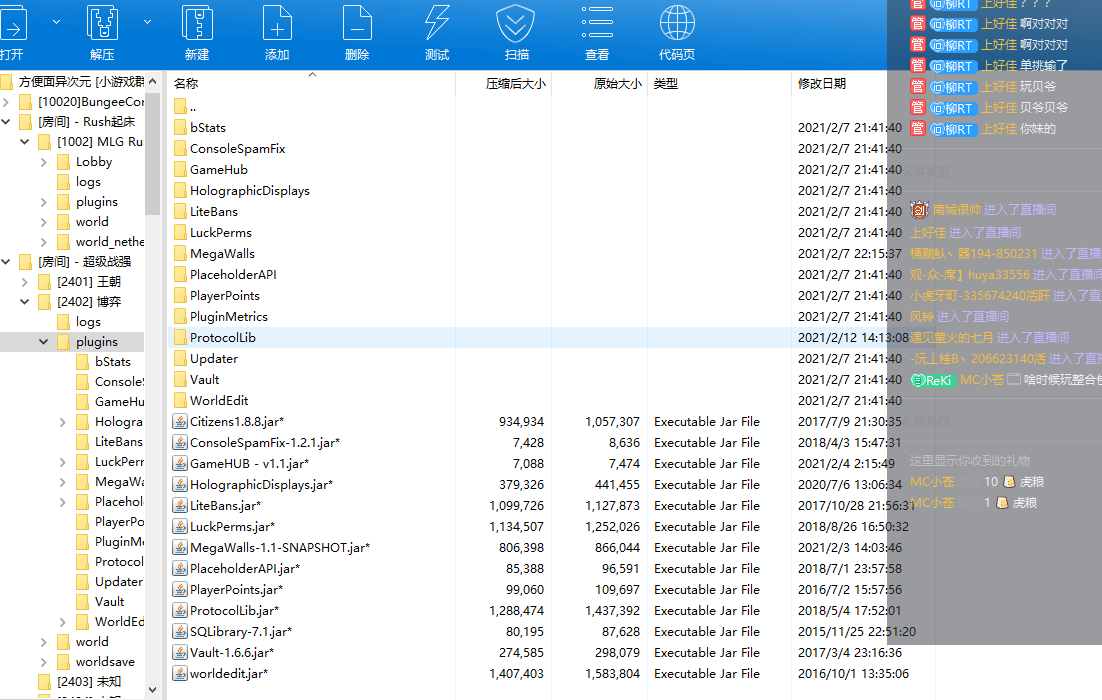 打开 解压 新建 添加 删除 测试 扫描 查看 代码页
方便面异次元 [小游戏群
[10020]BungeeCor
[房间] - Rush起床
[1002] MLG Ru
Lobby
logs
plugins
world
world_nethe
[房间] - 超级战强
[2401] 王朝
[2402] 博弈
logs
plugins
bStats
ConsoleS
GameHu
Hologra
LiteBans
LuckPerm
MegaWa
Placehol
PlayerPo
PluginMe
Protocol
Updater
Vault
WorldEd
world
worldsave
[2403] 未知
名称 压缩后大小 原始大小 类型 修改日期
..
bStats 2021/2/7 21:41:40
ConsoleSpamFix 2021/2/7 21:41:40
GameHub 2021/2/7 21:41:40
HolographicDisplays 2021/2/7 21:41:40
LiteBans 2021/2/7 21:41:40
LuckPerms 2021/2/7 21:41:40
MegaWalls 2021/2/7 22:15:37
PlaceholderAPI 2021/2/7 21:41:40
PlayerPoints 2021/2/7 21:41:40
PluginMetrics 2021/2/7 21:41:40
ProtocolLib 2021/2/12 14:13:08
Updater 2021/2/7 21:41:40
Vault 2021/2/7 21:41:40
WorldEdit 2021/2/7 21:41:40
Citizens1.8.8.jar* 934,934 1,057,307 Executable Jar File 2017/7/9 21:30:35
ConsoleSpamFix-1.2.1.jar* 7,428 8,636 Executable Jar File 2018/4/3 15:47:31
GameHUB - v1.1.jar* 7,088 7,474 Executable Jar File 2021/2/4 2:15:49
HolographicDisplays.jar* 379,326 441,455 Executable Jar File 2020/7/6 13:06:34
LiteBans.jar* 1,099,726 1,127,873 Executable Jar File 2017/10/28 21:56:31
LuckPerms.jar* 1,134,507 1,252,026 Executable Jar File 2018/8/26 16:50:32
MegaWalls-1.1-SNAPSHOT.jar* 806,398 866,044 Executable Jar File 2021/2/3 14:03:46
PlaceholderAPI.jar* 85,388 96,591 Executable Jar File 2018/7/1 23:57:58
PlayerPoints.jar* 99,060 109,697 Executable Jar File 2016/7/2 15:57:56
ProtocolLib.jar* 1,288,474 1,437,392 Executable Jar File 2018/5/4 17:52:01
SQLibrary-7.1.jar* 80,195 87,628 Executable Jar File 2015/11/25 22:51:20
Vault-1.6.6.jar* 274,585 298,079 Executable Jar File 2017/3/4 23:16:36
worldedit.jar* 1,407,403 1,583,804 Executable Jar File 2016/10/1 13:35:06
管 柳RT 上好佳 ? ? ?
管 柳RT 上好佳 啊对对对
管 柳RT 上好佳 啊对对对
管 柳RT 上好佳 单挑输了
管 柳RT 上好佳 玩贝爷
管 柳RT 上好佳 贝爷贝爷
管 柳RT 上好佳 你妹的
南城很帅 进入了直播间
上好佳 进入了直播间
器194-850231 进入了直播
观-众-席】huya33556 进入了直播间
小虎牙町-335674240活肝 进入了直
风铃 进入了直播间
遇见萤火的七月 进入了直播间
206623140活 进入了直播
ReKi MC小苍 啥时候玩整合包
这里显示你收到的礼物
MC小苍 10 虎粮
MC小苍 1 虎粮